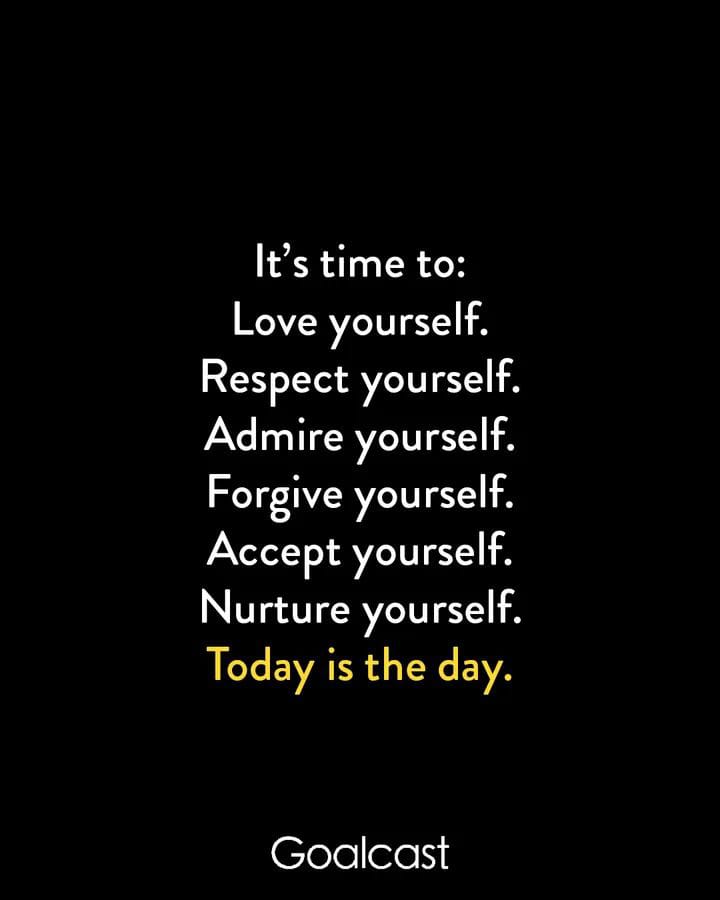 It’s time to:
Love yourself.
Respect yourself.
Admire yourself.
Forgive yourself.
Accept yourself.
Nurture yourself.
Today is the day.
Goalcast